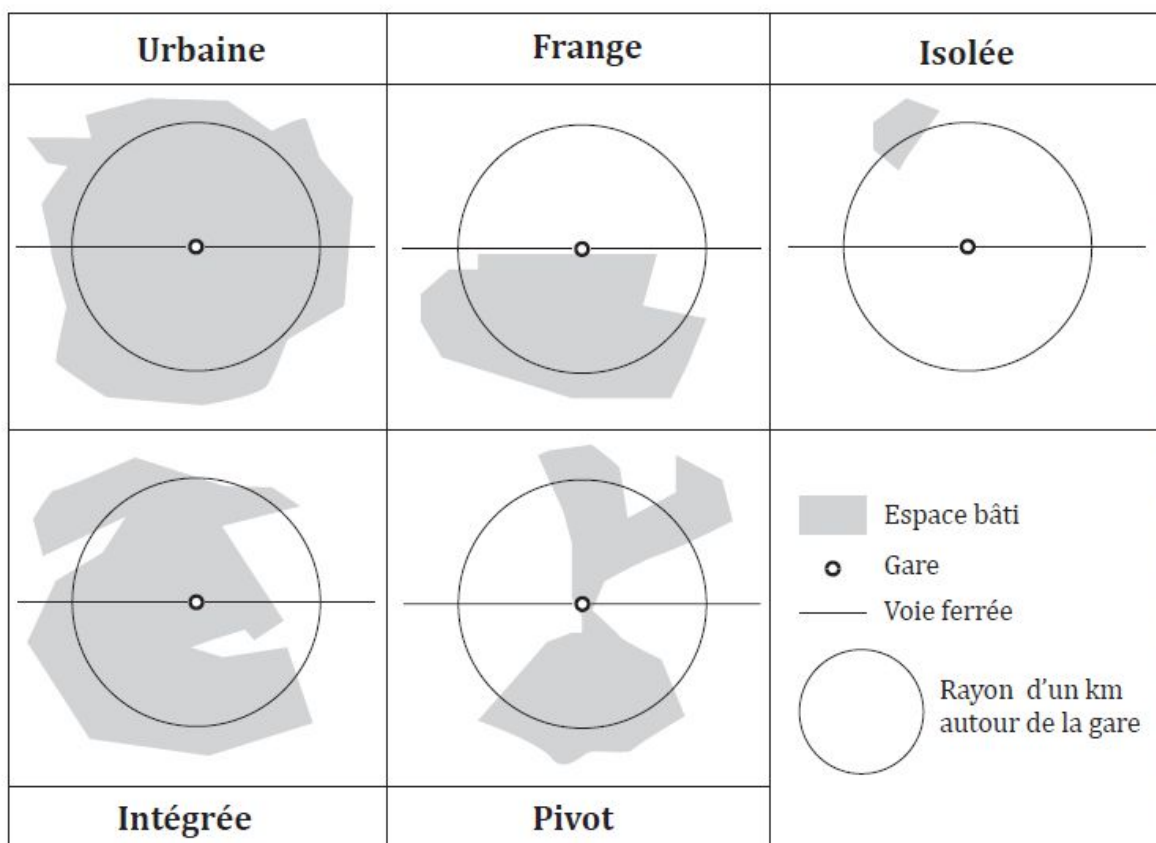 Urbaine
Frange
Isolée
Espace bâti
Gare
Voie ferrée
Rayon d'un km
autour de la gare
Intégrée
Pivot